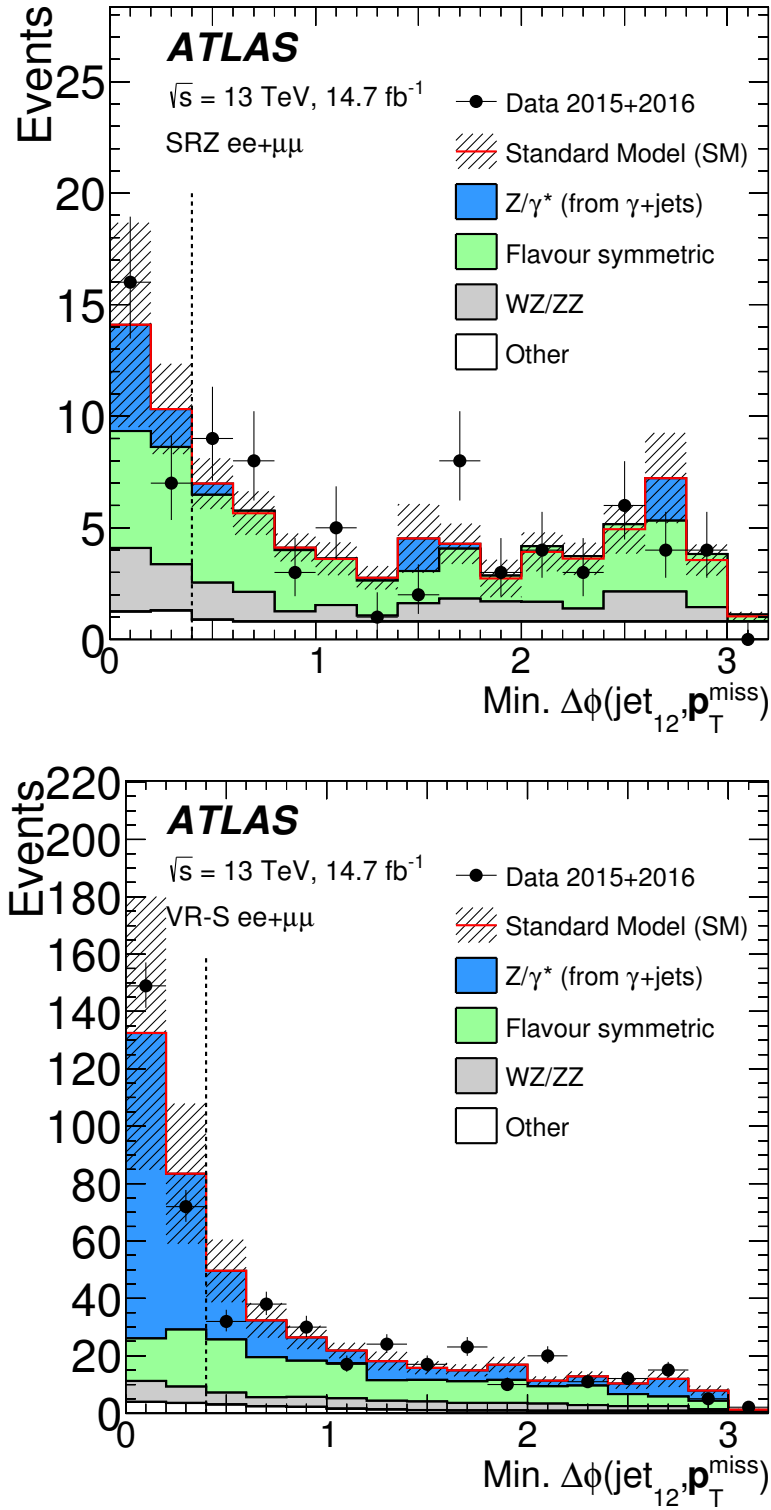 Events
ATLAS
√s = 13 TeV, 14.7 fb⁻¹
SRZ ee+μμ
Data 2015+2016
Standard Model (SM)
Z/γ* (from γ+jets)
Flavour symmetric
WZ/ZZ
Other
25
20
15
10
5
0
0 1 2 3
Min. Δϕ(jet₁₂,p_T^miss)
Events
ATLAS
√s = 13 TeV, 14.7 fb⁻¹
VR-S ee+μμ
Data 2015+2016
Standard Model (SM)
Z/γ* (from γ+jets)
Flavour symmetric
WZ/ZZ
Other
220
200
180
160
140
120
100
80
60
40
20
0
0 1 2 3
Min. Δϕ(jet₁₂,p_T^miss)